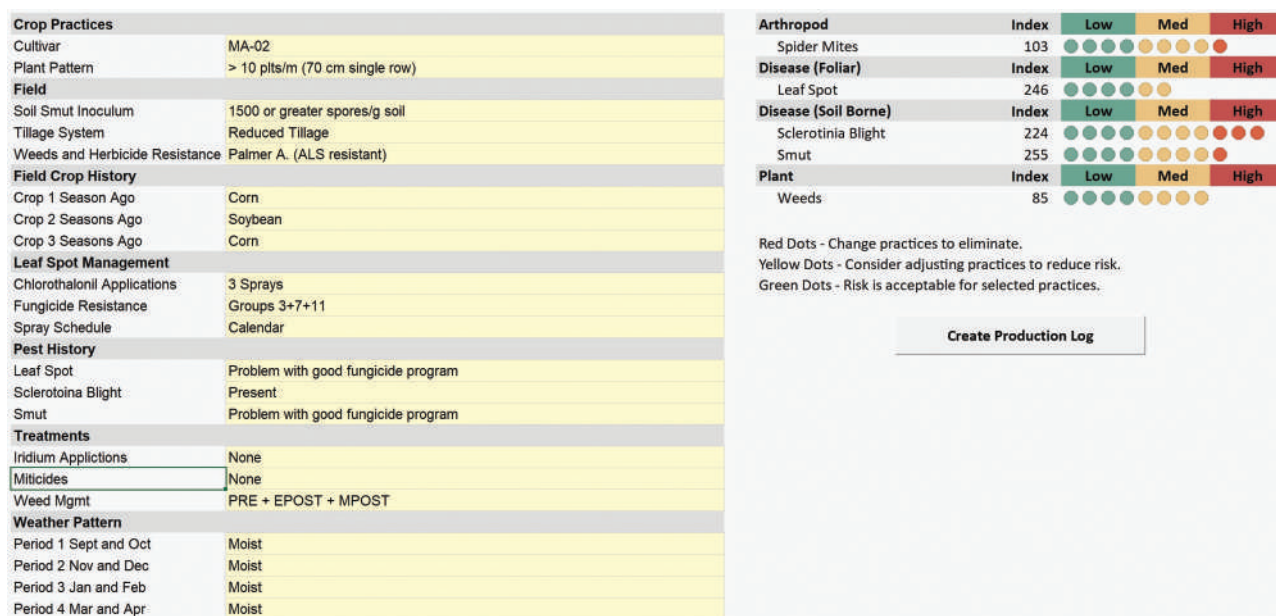 Crop Practices
Cultivar MA-02
Plant Pattern > 10 plts/m (70 cm single row)
Field
Soil Smut Inoculum 1500 or greater spores/g soil
Tillage System Reduced Tillage
Weeds and Herbicide Resistance Palmer A. (ALS resistant)
Field Crop History
Crop 1 Season Ago Corn
Crop 2 Seasons Ago Soybean
Crop 3 Seasons Ago Corn
Leaf Spot Management
Chlorothalonil Applications 3 Sprays
Fungicide Resistance Groups 3+7+11
Spray Schedule Calendar
Pest History
Leaf Spot Problem with good fungicide program
Sclerotoina Blight Present
Smut Problem with good fungicide program
Treatments
Iridium Applictions None
Miticides None
Weed Mgmt PRE + EPOST + MPOST
Weather Pattern
Period 1 Sept and Oct Moist
Period 2 Nov and Dec Moist
Period 3 Jan and Feb Moist
Period 4 Mar and Apr Moist
Arthropod Index Low Med High
Spider Mites 103
Disease (Foliar) Index Low Med High
Leaf Spot 246
Disease (Soil Borne) Index Low Med High
Sclerotinia Blight 224
Smut 255
Plant Index Low Med High
Weeds 85
Red Dots - Change practices to eliminate.
Yellow Dots - Consider adjusting practices to reduce risk.
Green Dots - Risk is acceptable for selected practices.
Create Production Log